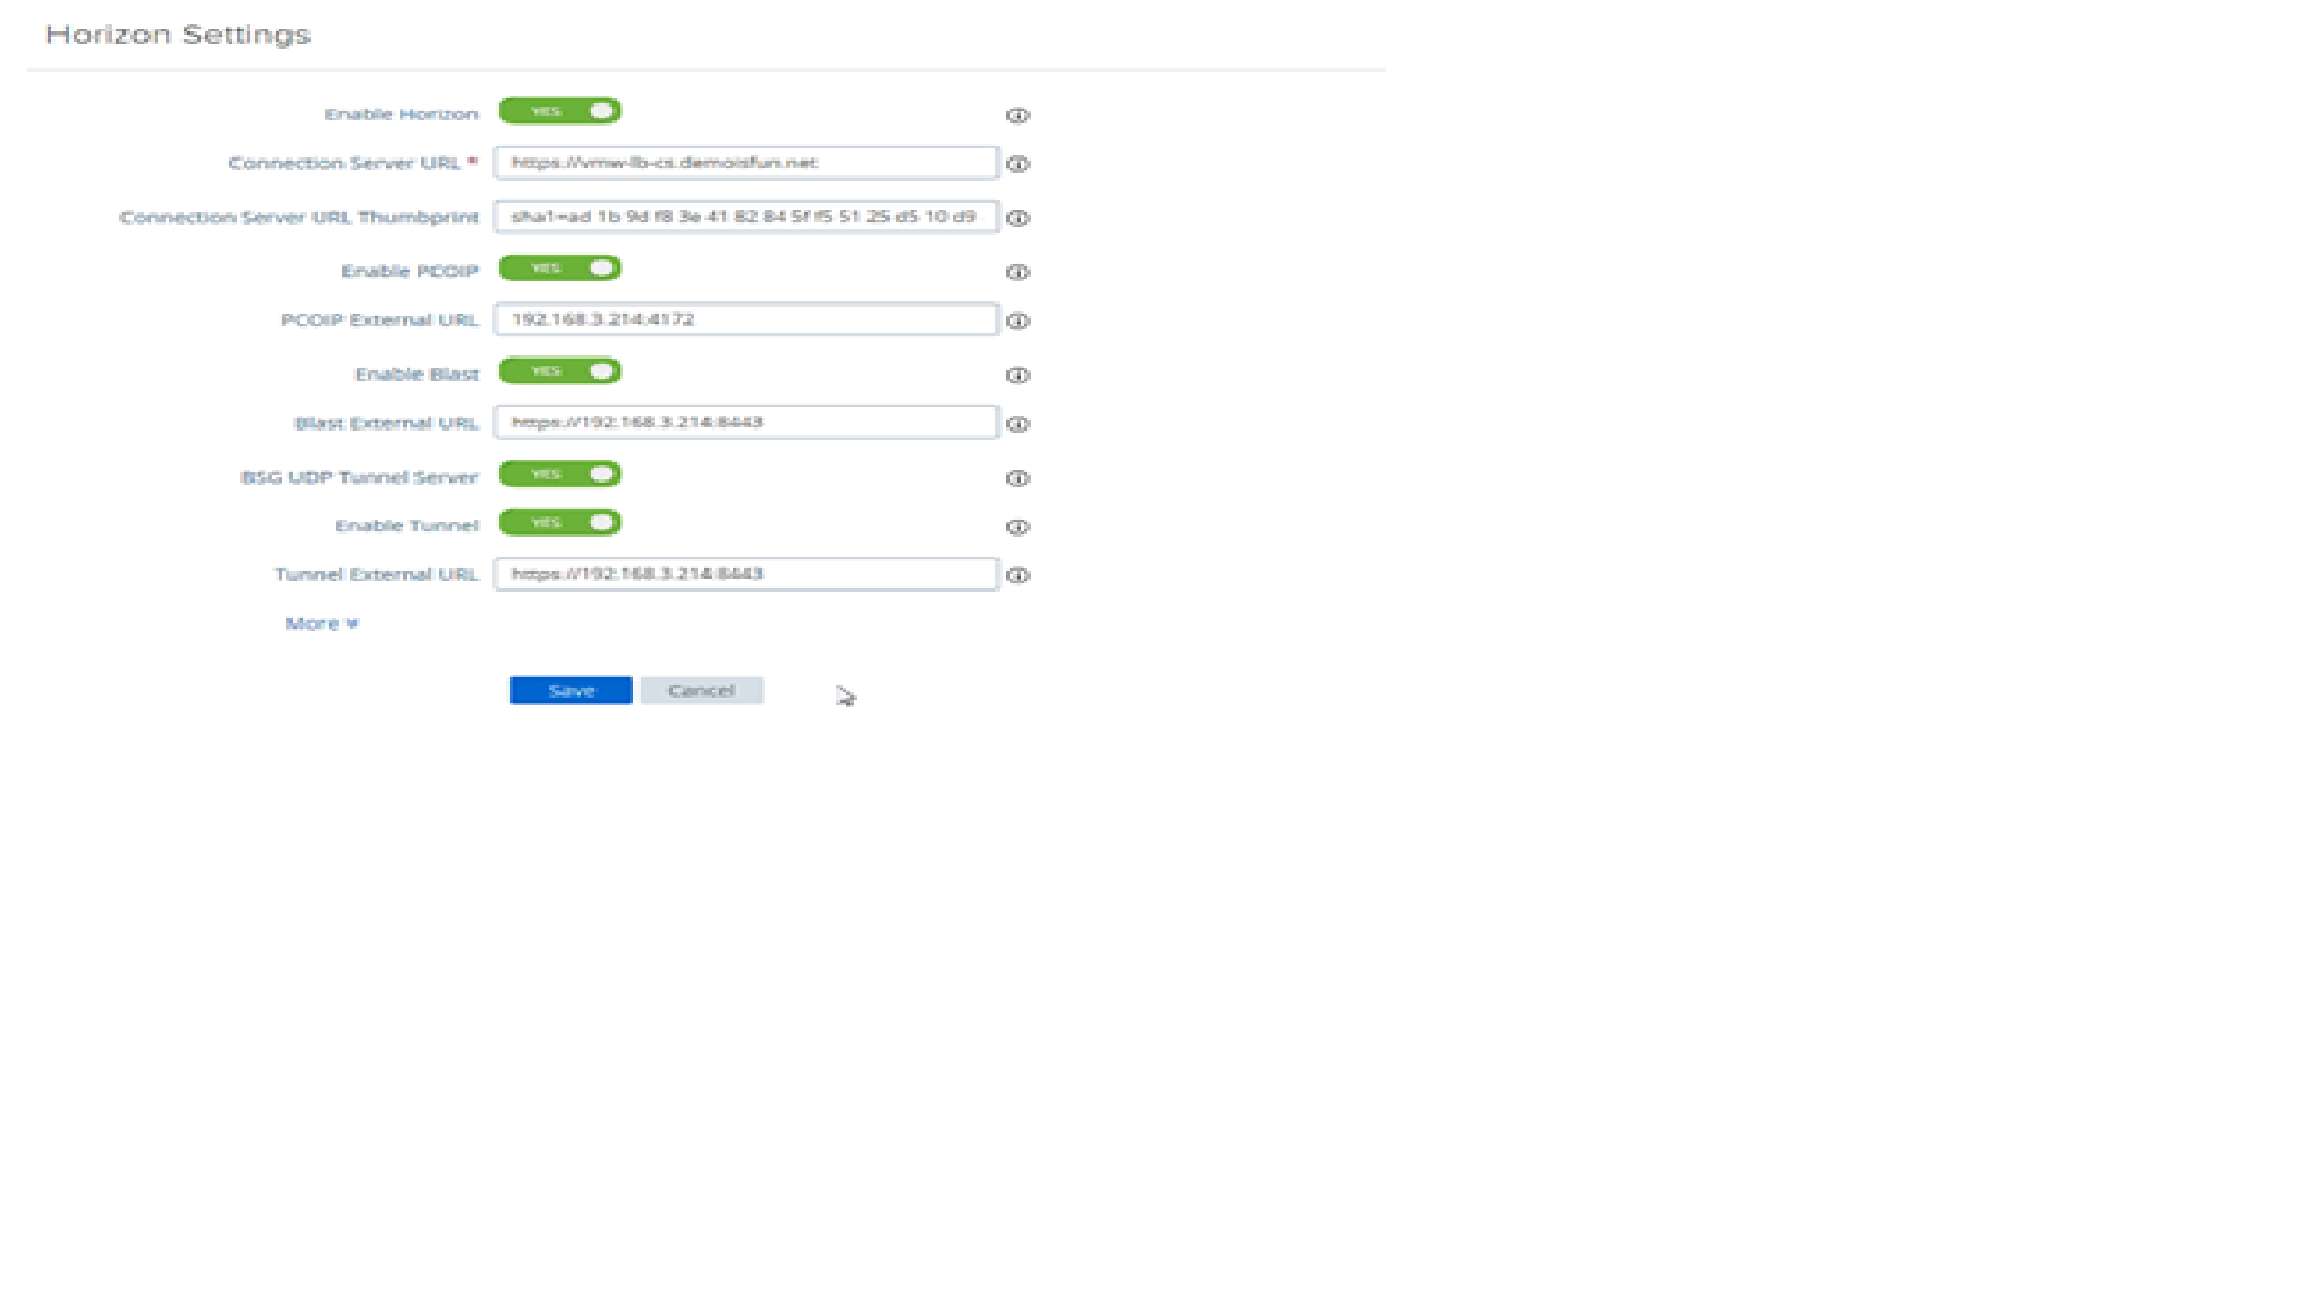 Horizon Settings
Enable Horizon YES
Connection Server URL * https://vmw-lb-cs.demoisfun.net
Connection Server URL Thumbprint sha1=ad 1b 9d f8 3e 41 82 84 5f f5 51 25 d5 10 d9
Enable PCOIP YES
PCOIP External URL 192.168.3.214:4172
Enable Blast YES
Blast External URL https://192.168.3.214:8443
BSG UDP Tunnel Server YES
Enable Tunnel YES
Tunnel External URL https://192.168.3.214:8443
More
Save Cancel